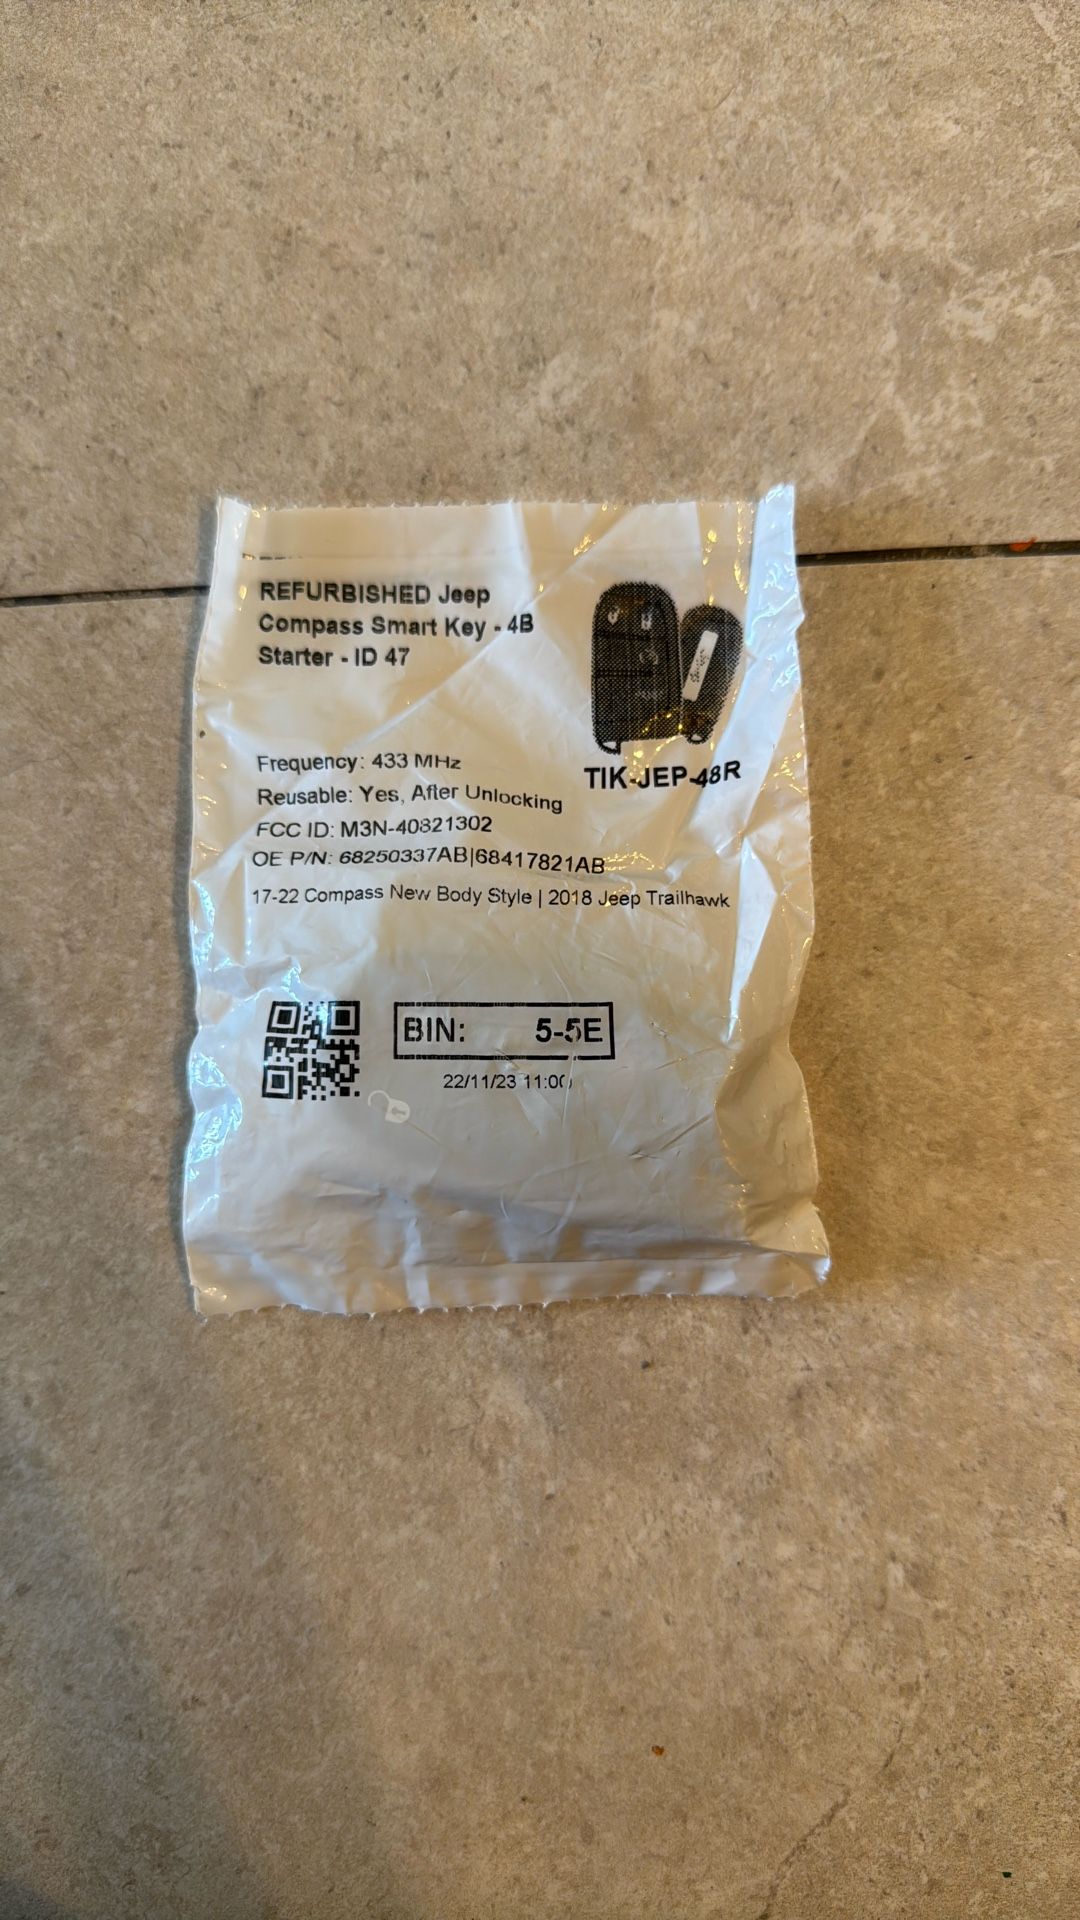 REFURBISHED Jeep
Compass Smart Key - 4B
Starter - ID 47
TIK-JEP-48R
Frequency: 433 MHz
Reusable: Yes, After Unlocking
FCC ID: M3N-40821302
OE P/N: 68250337AB|68417821AB
17-22 Compass New Body Style | 2018 Jeep Trailhawk
BIN: 5-5E
22/11/23 11:00